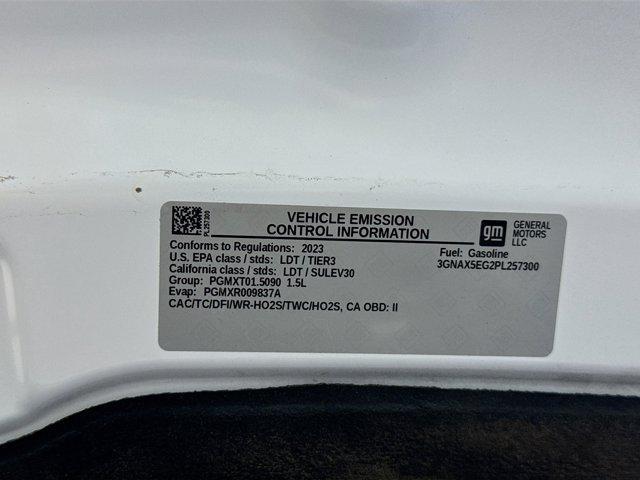 PL257300
VEHICLE EMISSION
CONTROL INFORMATION
gm
GENERAL
MOTORS
LLC
Conforms to Regulations: 2023
U.S. EPA class / stds: LDT / TIER3
California class / stds: LDT / SULEV30
Group: PGMXT01.5090 1.5L
Evap: PGMXR009837A
CAC/TC/DFI/WR-HO2S/TWC/HO2S, CA OBD: II
Fuel: Gasoline
3GNAX5EG2PL257300